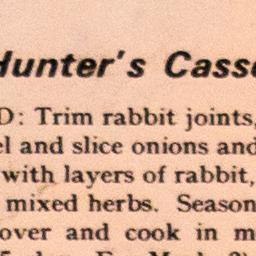 Hunter's Casse
D: Trim rabbit joints,
el and slice onions and
with layers of rabbit,
mixed herbs. Season
over and cook in m